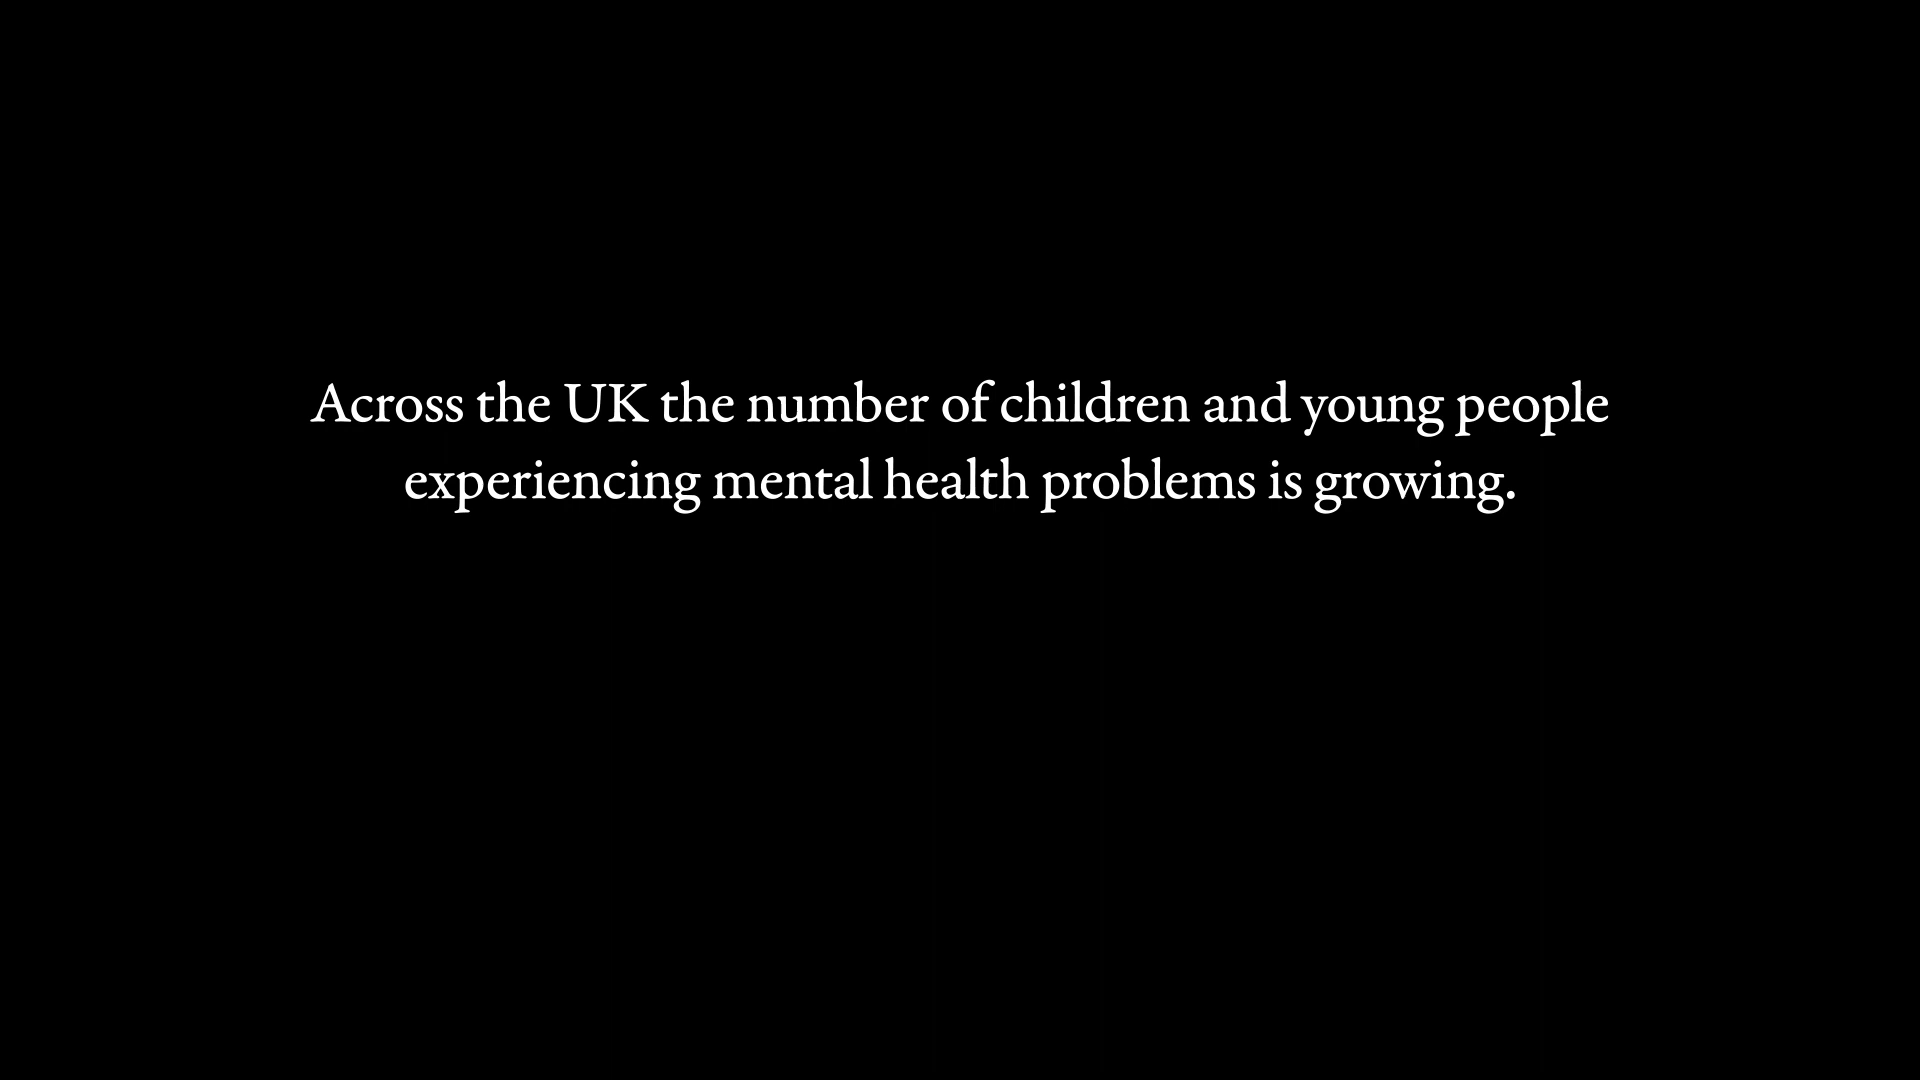 Across the UK the number of children and young people
experiencing mental health problems is growing.